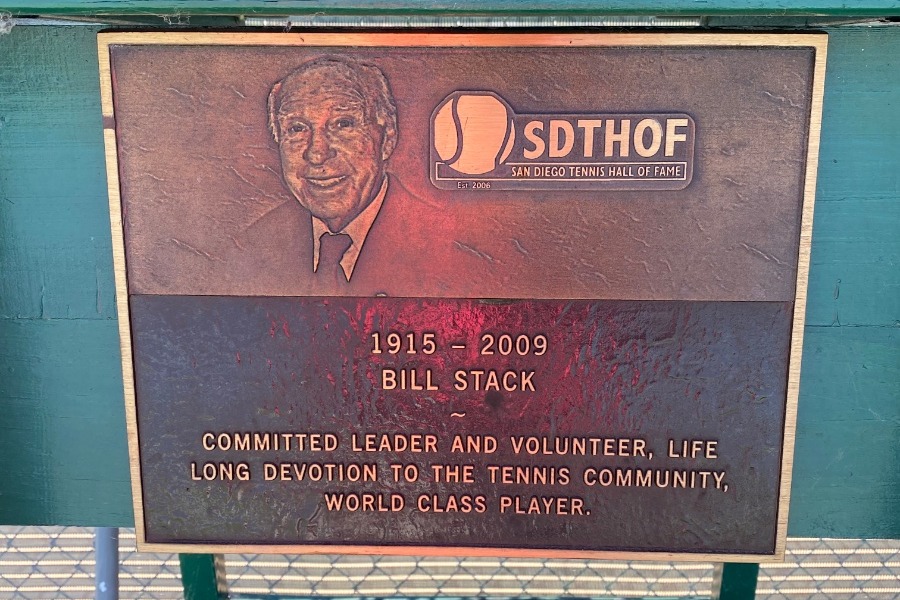 SDTHOF
SAN DIEGO TENNIS HALL OF FAME
Est 2006
1915 – 2009
BILL STACK
~
COMMITTED LEADER AND VOLUNTEER, LIFE
LONG DEVOTION TO THE TENNIS COMMUNITY,
WORLD CLASS PLAYER.